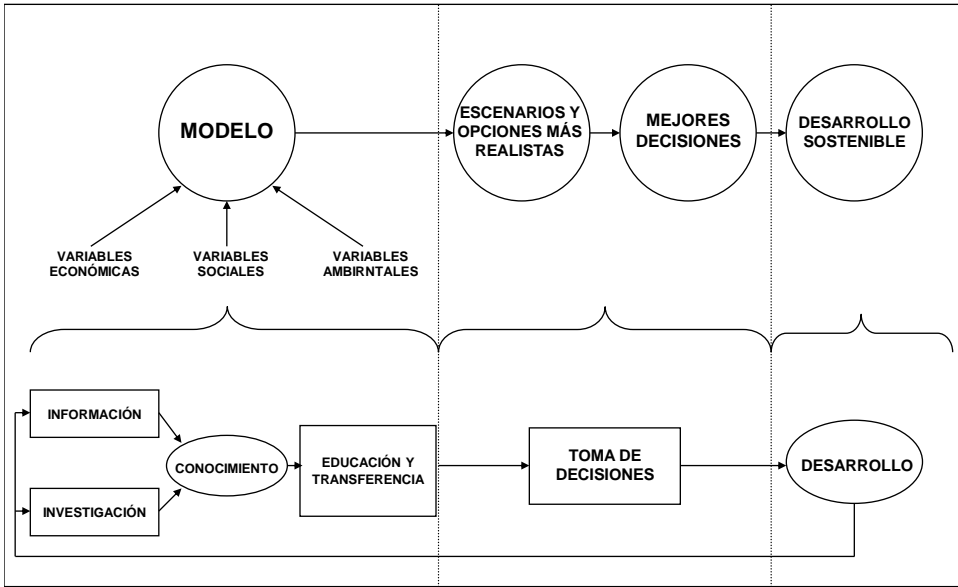 MODELO
ESCENARIOS Y
OPCIONES MÁS
REALISTAS
MEJORES
DECISIONES
DESARROLLO
SOSTENIBLE
VARIABLES
ECONÓMICAS
VARIABLES
SOCIALES
VARIABLES
AMBIRNTALES
INFORMACIÓN
INVESTIGACIÓN
CONOCIMIENTO
EDUCACIÓN Y
TRANSFERENCIA
TOMA DE
DECISIONES
DESARROLLO